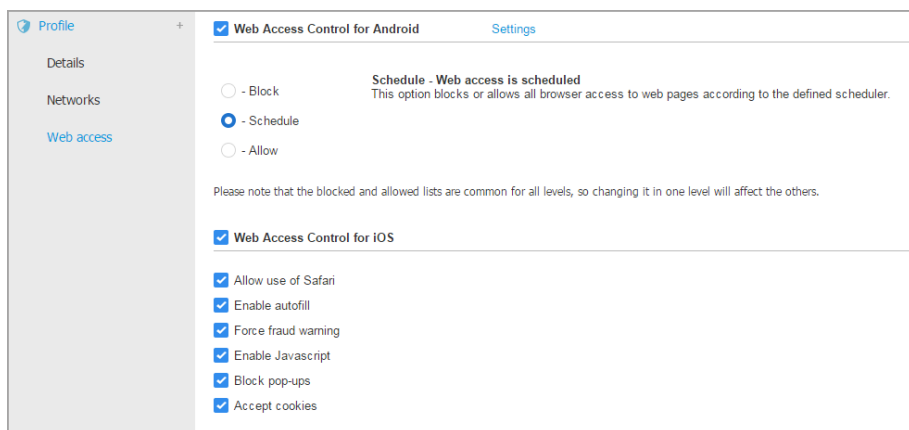 Profile +
Details
Networks
Web access
Web Access Control for Android Settings
- Block
- Schedule
- Allow
Schedule - Web access is scheduled
This option blocks or allows all browser access to web pages according to the defined scheduler.
Please note that the blocked and allowed lists are common for all levels, so changing it in one level will affect the others.
Web Access Control for iOS
Allow use of Safari
Enable autofill
Force fraud warning
Enable Javascript
Block pop-ups
Accept cookies